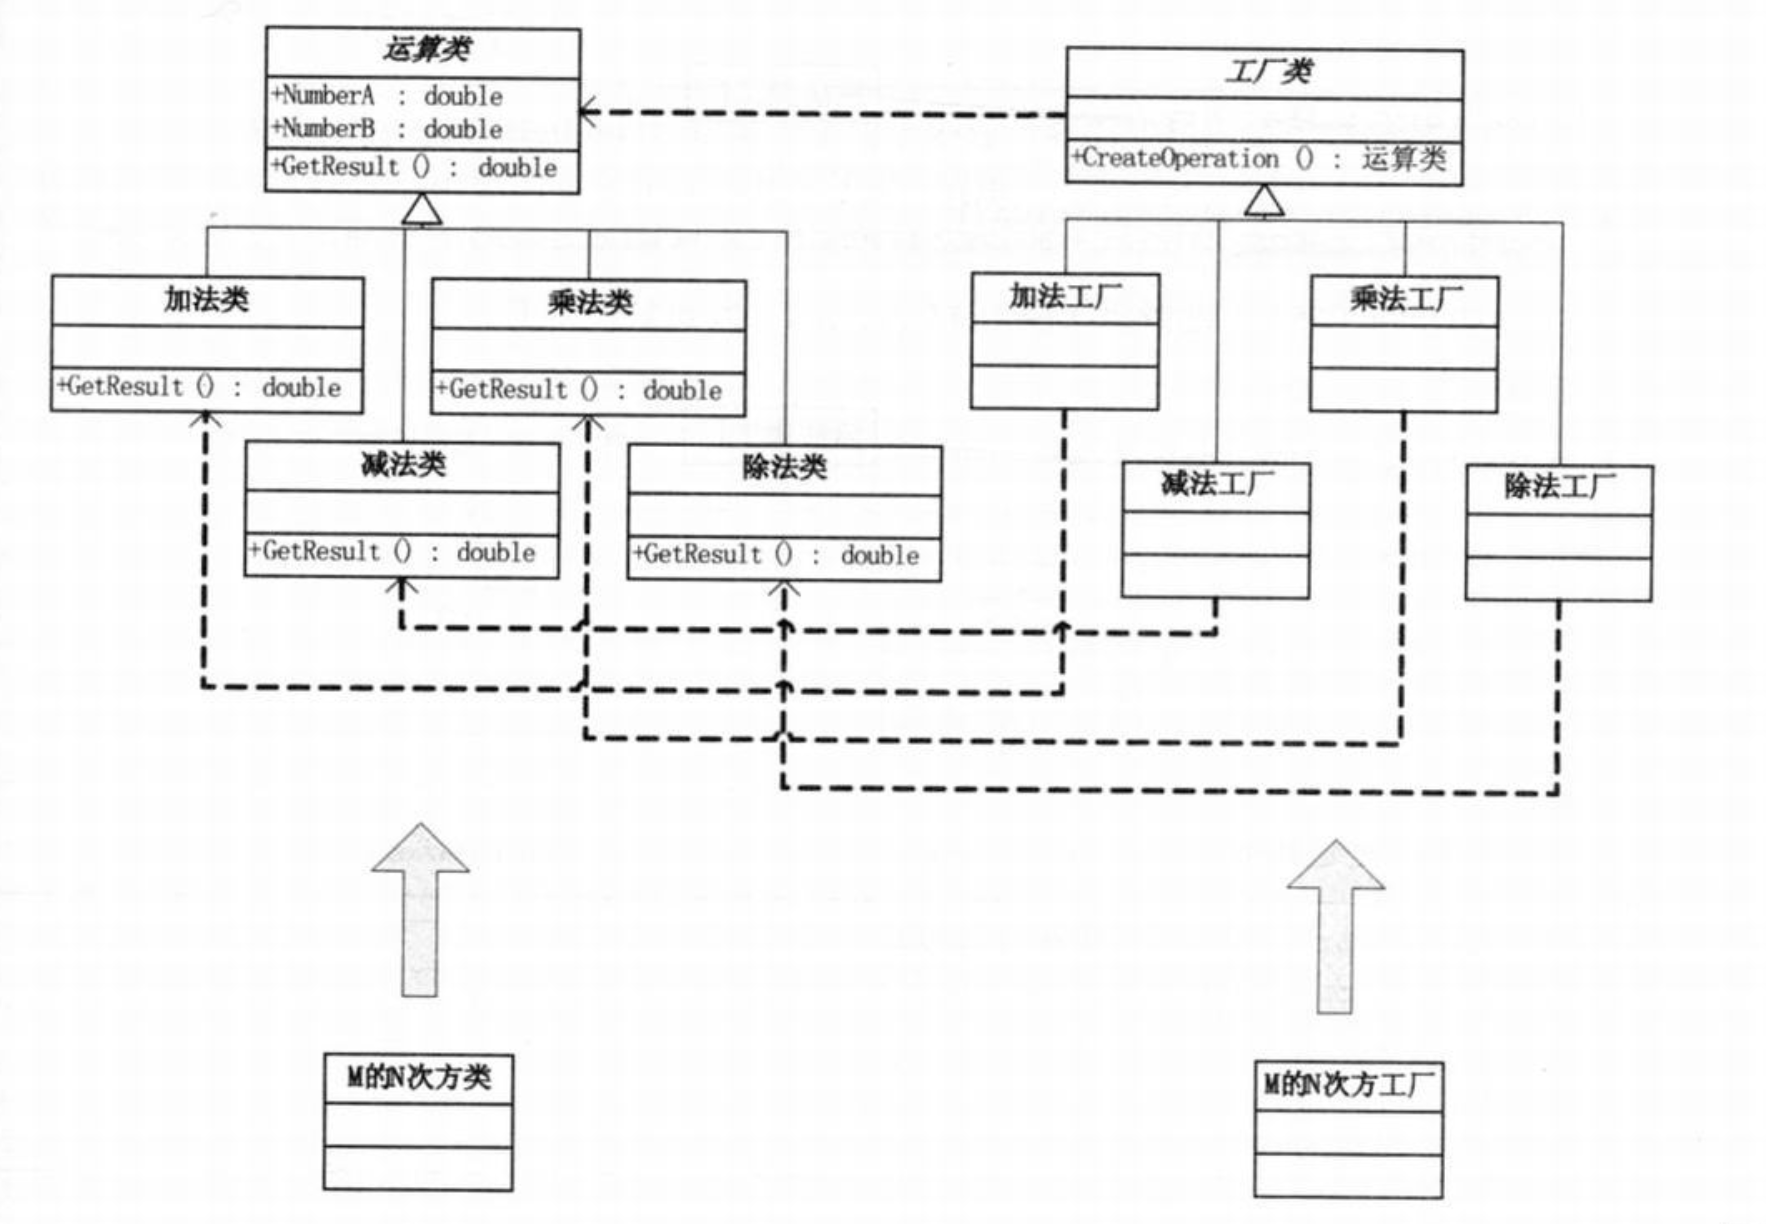 运算类
+NumberA : double
+NumberB : double
+GetResult () : double
工厂类
+CreateOperation () : 运算类
加法类
+GetResult () : double
乘法类
+GetResult () : double
减法类
+GetResult () : double
除法类
+GetResult () : double
加法工厂
乘法工厂
减法工厂
除法工厂
M的N次方类
M的N次方工厂